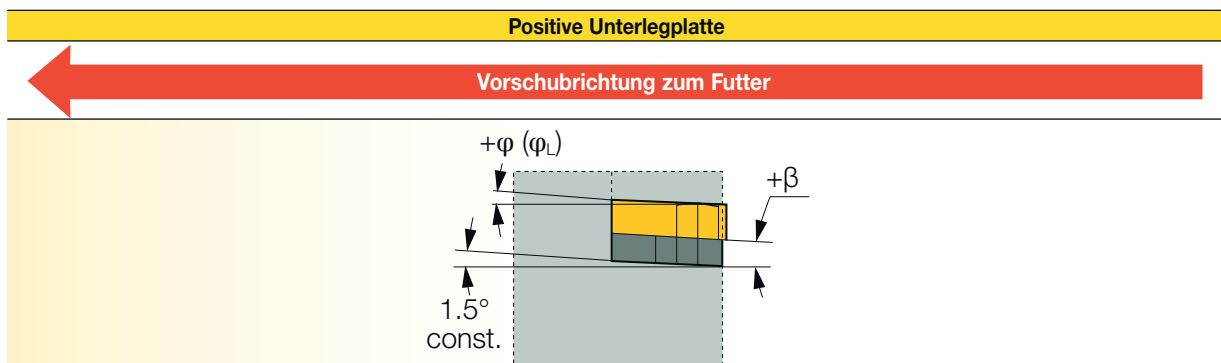 Positive Unterlegplatte
Vorschubrichtung zum Futter
+φ (φL)
+β
1.5°
const.